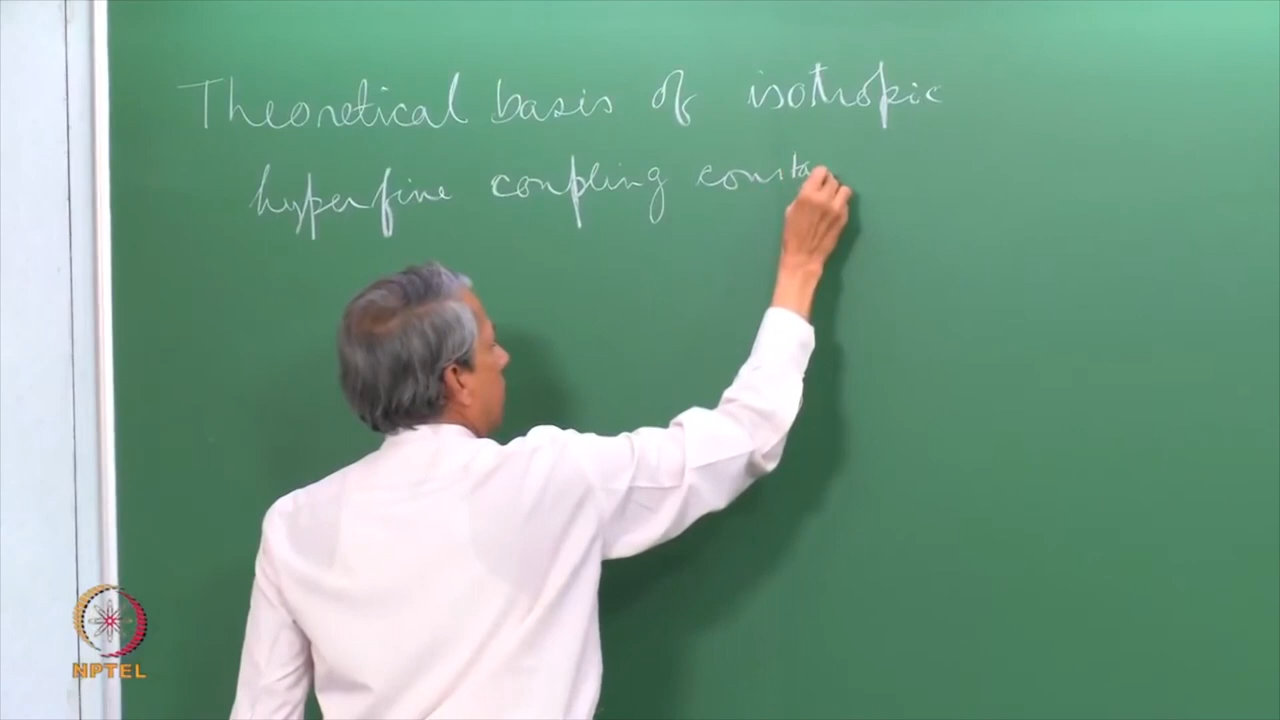 Theoretical basis of isotropic
hyperfine coupling consta
NPTEL